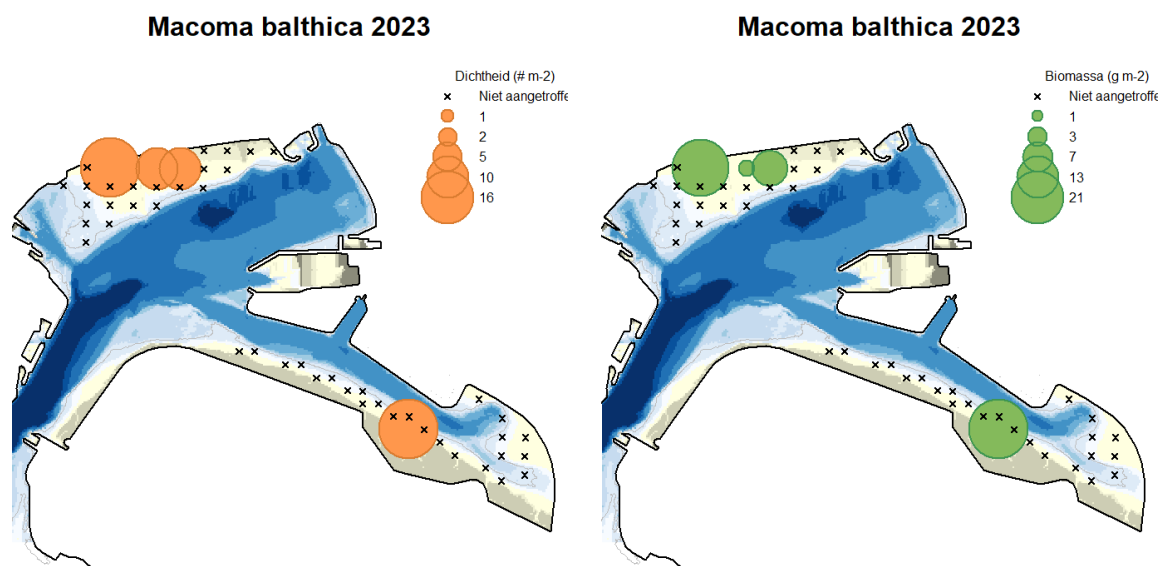 Macoma balthica 2023
Dichtheid (# m-2)
Niet aangetroffe
1
2
5
10
16
Macoma balthica 2023
Biomassa (g m-2)
Niet aangetroffe
1
3
7
13
21